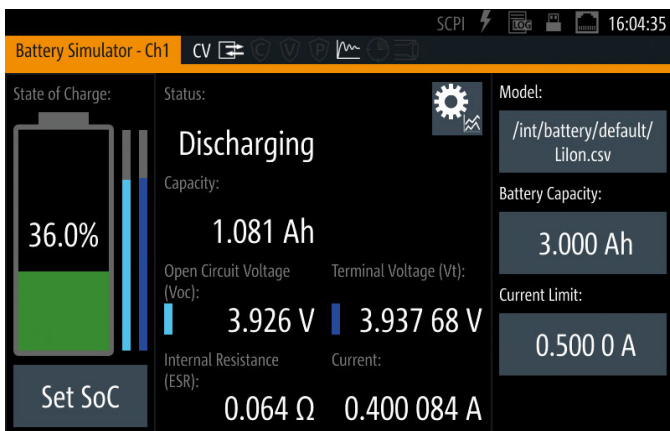 SCPI LOG 16:04:35
Battery Simulator - Ch1 CV C V P
State of Charge:
36.0%
Set SoC
Status:
Discharging
Capacity:
1.081 Ah
Open Circuit Voltage
(Voc):
3.926 V
Terminal Voltage (Vt):
3.937 68 V
Internal Resistance
(ESR):
0.064 Ω
Current:
0.400 084 A
Model:
/int/battery/default/
LiIon.csv
Battery Capacity:
3.000 Ah
Current Limit:
0.500 0 A